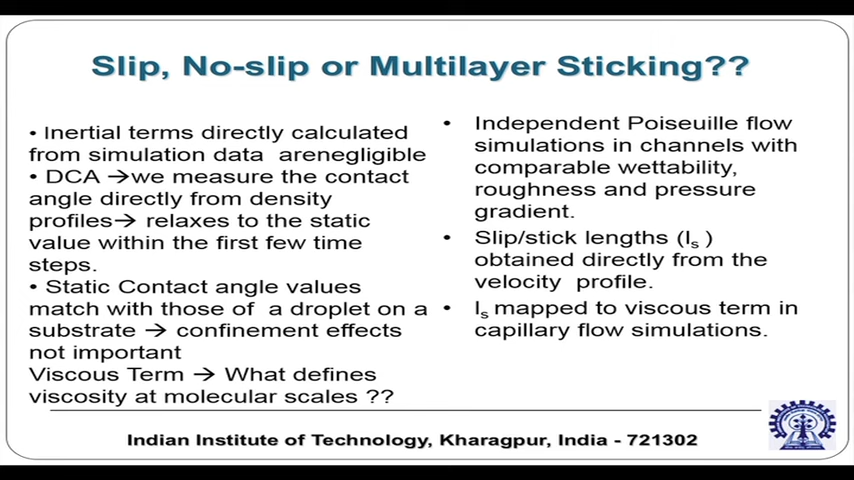 Slip, No-slip or Multilayer Sticking??
• Inertial terms directly calculated
from simulation data arenegligible
• DCA →we measure the contact
angle directly from density
profiles→ relaxes to the static
value within the first few time
steps.
• Static Contact angle values
match with those of a droplet on a
substrate → confinement effects
not important
Viscous Term → What defines
viscosity at molecular scales ??
• Independent Poiseuille flow
simulations in channels with
comparable wettability,
roughness and pressure
gradient.
• Slip/stick lengths (ls )
obtained directly from the
velocity profile.
• ls mapped to viscous term in
capillary flow simulations.
Indian Institute of Technology, Kharagpur, India - 721302